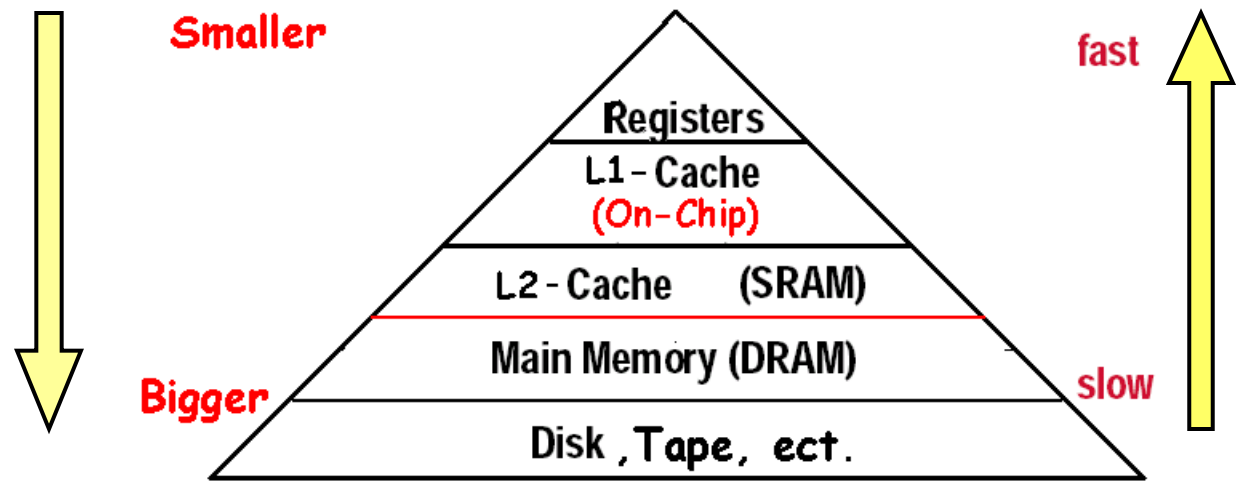 Smaller
fast
Registers
L1-Cache
(On-Chip)
L2-Cache (SRAM)
Main Memory (DRAM)
slow
Bigger
Disk ,Tape, ect.